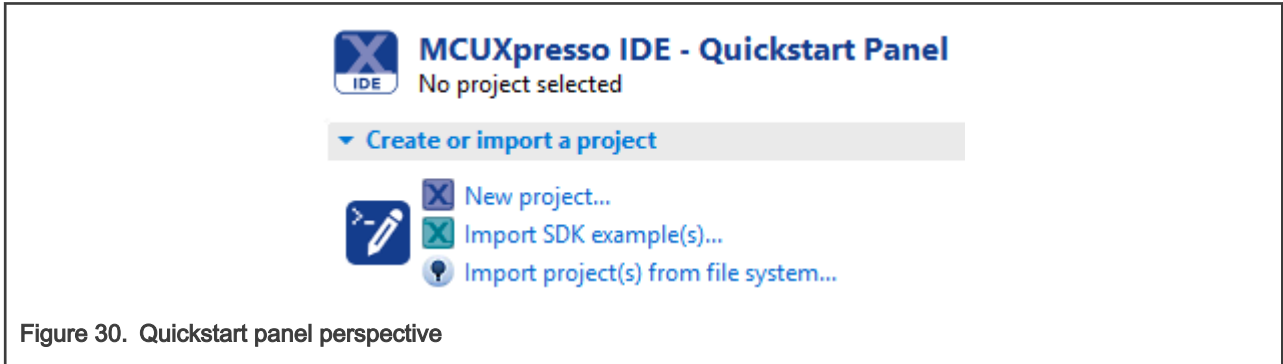 MCUXpresso IDE - Quickstart Panel
IDE
No project selected
Create or import a project
New project...
>_
Import SDK example(s)...
Import project(s) from file system...
Figure 30. Quickstart panel perspective